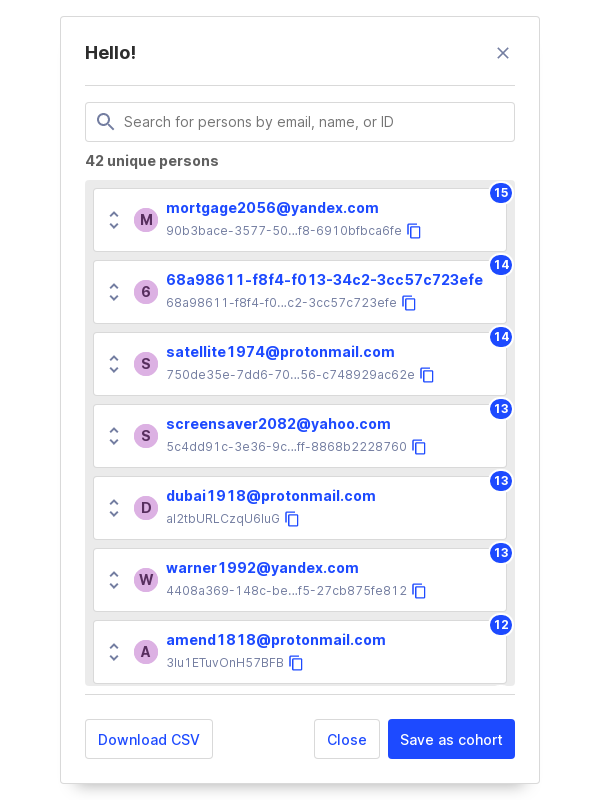 Hello!
Search for persons by email, name, or ID
42 unique persons
15
M mortgage2056@yandex.com
90b3bace-3577-50...f8-6910bfbca6fe
14
6 68a98611-f8f4-f013-34c2-3cc57c723efe
68a98611-f8f4-f0...c2-3cc57c723efe
14
S satellite1974@protonmail.com
750de35e-7dd6-70...56-c748929ac62e
13
S screensaver2082@yahoo.com
5c4dd91c-3e36-9c...ff-8868b2228760
13
D dubai1918@protonmail.com
aI2tbURLCzqU6IuG
13
W warner1992@yandex.com
4408a369-148c-be...f5-27cb875fe812
12
A amend1818@protonmail.com
3Iu1ETuvOnH57BFB
Download CSV
Close
Save as cohort